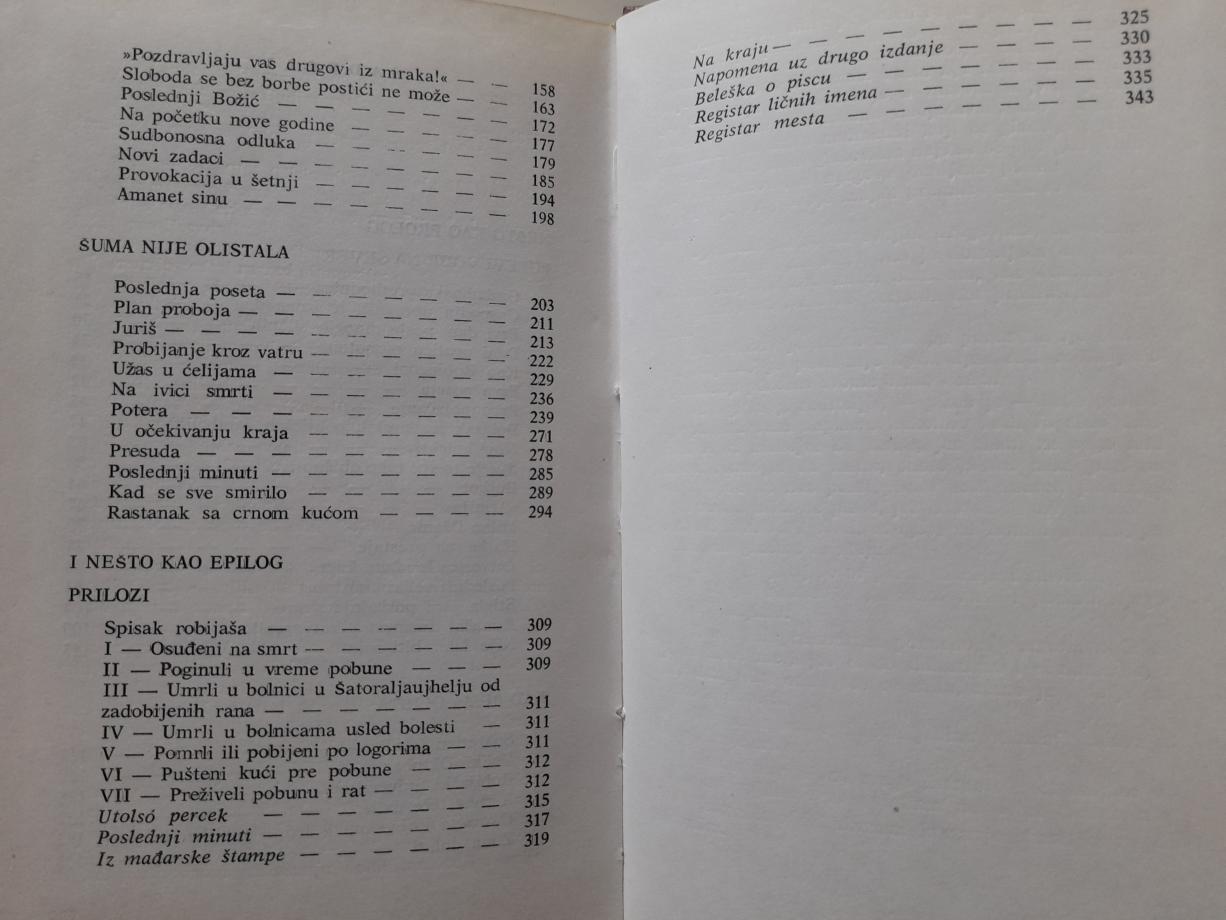 »Pozdravljaju vas drugovi iz mraka!« — — 158
Sloboda se bez borbe postići ne može — — 163
Poslednji Božić — — — — — — — 172
Na početku nove godine — — — — — 177
Sudbonosna odluka — — — — — — 179
Novi zadaci — — — — — — — — 185
Provokacija u šetnji — — — — — — 194
Amanet sinu — — — — — — — — 198
ŠUMA NIJE OLISTALA
Poslednja poseta — — — — — — — 203
Plan proboja — — — — — — — — 211
Juriš — — — — — — — — — — 213
Probijanje kroz vatru — — — — — — 222
Užas u ćelijama — — — — — — — 229
Na ivici smrti — — — — — — — 236
Potera — — — — — — — — — 239
U očekivanju kraja — — — — — — 271
Presuda — — — — — — — — — 278
Poslednji minuti — — — — — — — 285
Kad se sve smirilo — — — — — — 289
Rastanak sa crnom kućom — — — — 294
I NEŠTO KAO EPILOG
PRILOZI
Spisak robijaša — — — — — — — 309
I — Osuđeni na smrt — — — — — — 309
II — Poginuli u vreme pobune — — — 309
III — Umrli u bolnici u Šatoraljaujhelju od
zadobijenih rana — — — — — — — 311
IV — Umrli u bolnicama usled bolesti — 311
V — Pomrli ili pobijeni po logorima — — 311
VI — Pušteni kući pre pobune — — — 312
VII — Preživeli pobunu i rat — — — — 312
Utolsó percek — — — — — — — 315
Poslednji minuti — — — — — — — 317
Iz mađarske štampe — — — — — — 319
Na kraju — — — — — — — — — — 325
Napomena uz drugo izdanje — — — — — 330
Beleška o piscu — — — — — — — — 333
Registar ličnih imena — — — — — — — 335
Registar mesta — — — — — — — — 343